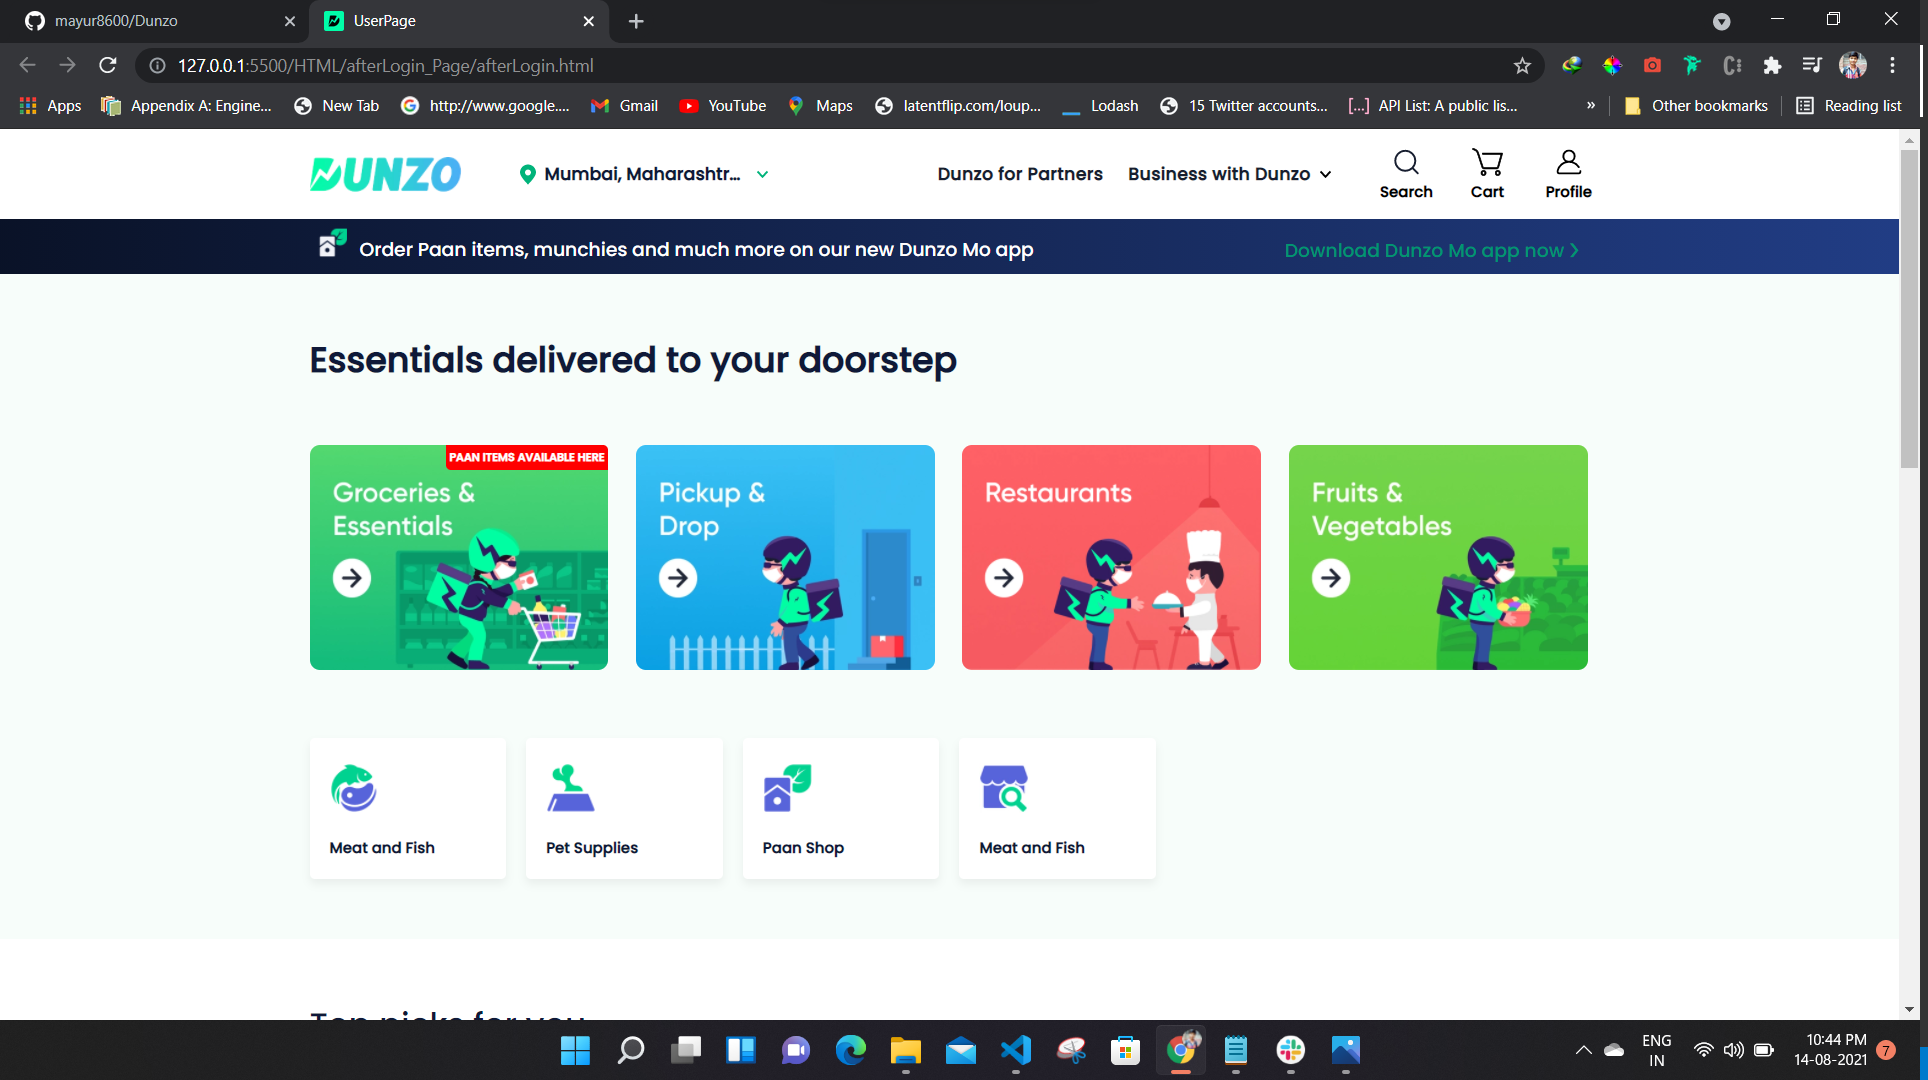 mayur8600/Dunzo
UserPage
127.0.0.1:5500/HTML/afterLogin_Page/afterLogin.html
Apps
Appendix A: Engine...
New Tab
http://www.google....
Gmail
YouTube
Maps
latentflip.com/loup...
Lodash
15 Twitter accounts...
[...] API List: A public lis...
»
Other bookmarks
Reading list
DUNZO
Mumbai, Maharashtr...
Dunzo for Partners
Business with Dunzo
Search
Cart
Profile
Order Paan items, munchies and much more on our new Dunzo Mo app
Download Dunzo Mo app now
Essentials delivered to your doorstep
PAAN ITEMS AVAILABLE HERE
Groceries &
Essentials
Pickup &
Drop
Restaurants
Fruits &
Vegetables
Meat and Fish
Pet Supplies
Paan Shop
Meat and Fish
Top picks for you
ENG
IN
10:44 PM
14-08-2021
7